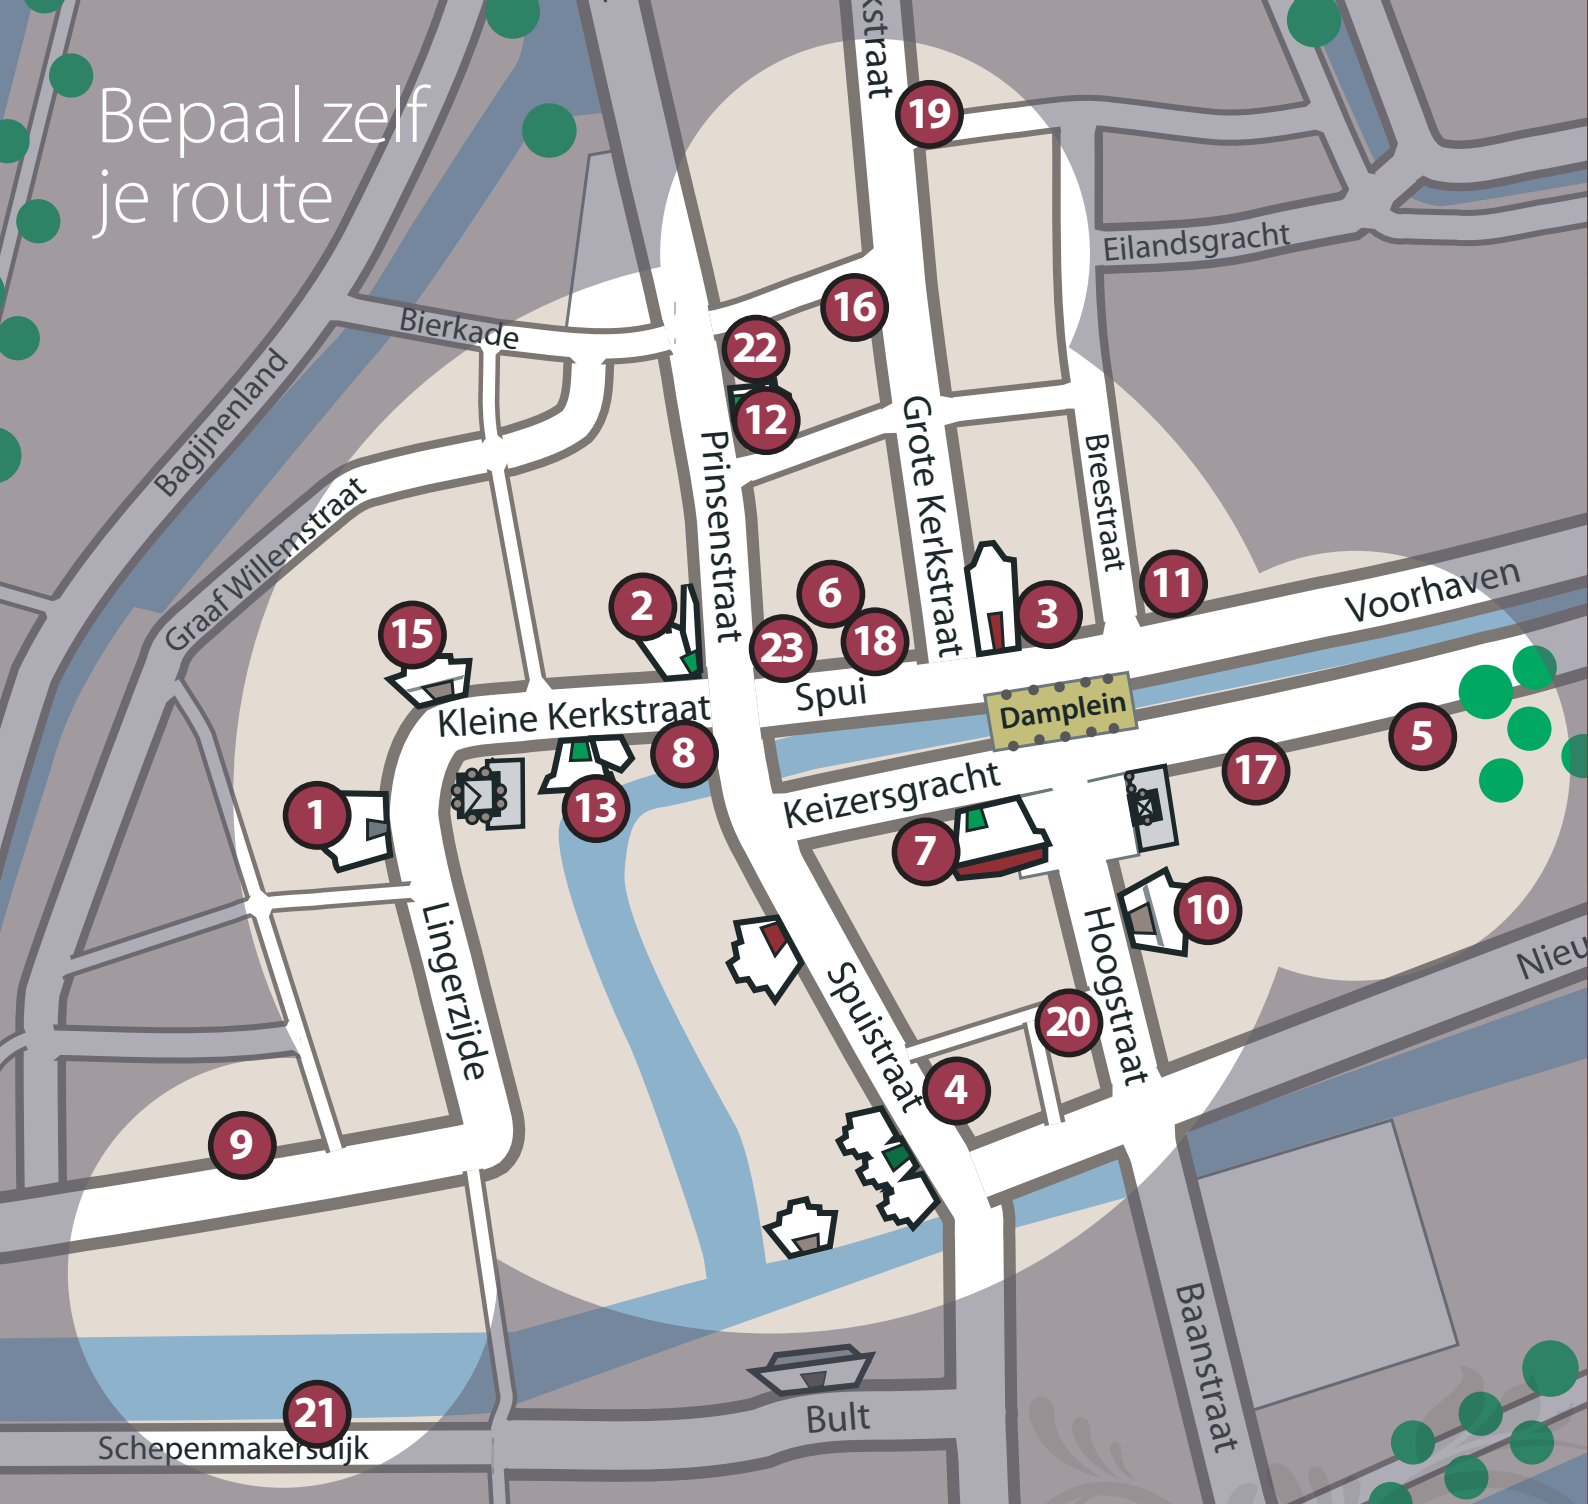 Bepaal zelf
je route
kstraat
19
Eilandsgracht
16
Bierkade
22
12
Bagijnenland
Prinsenstraat
Grote Kerkstraat
Breestraat
Graaf Willemstraat
2
6
3
11
Voorhaven
15
23
18
Spui
Damplein
Kleine Kerkstraat
8
5
17
Keizersgracht
1
13
7
10
Lingerzijde
Hoogstraat
Nieu
Spuistraat
20
4
9
Baanstraat
21
Bult
Schepenmakersdijk